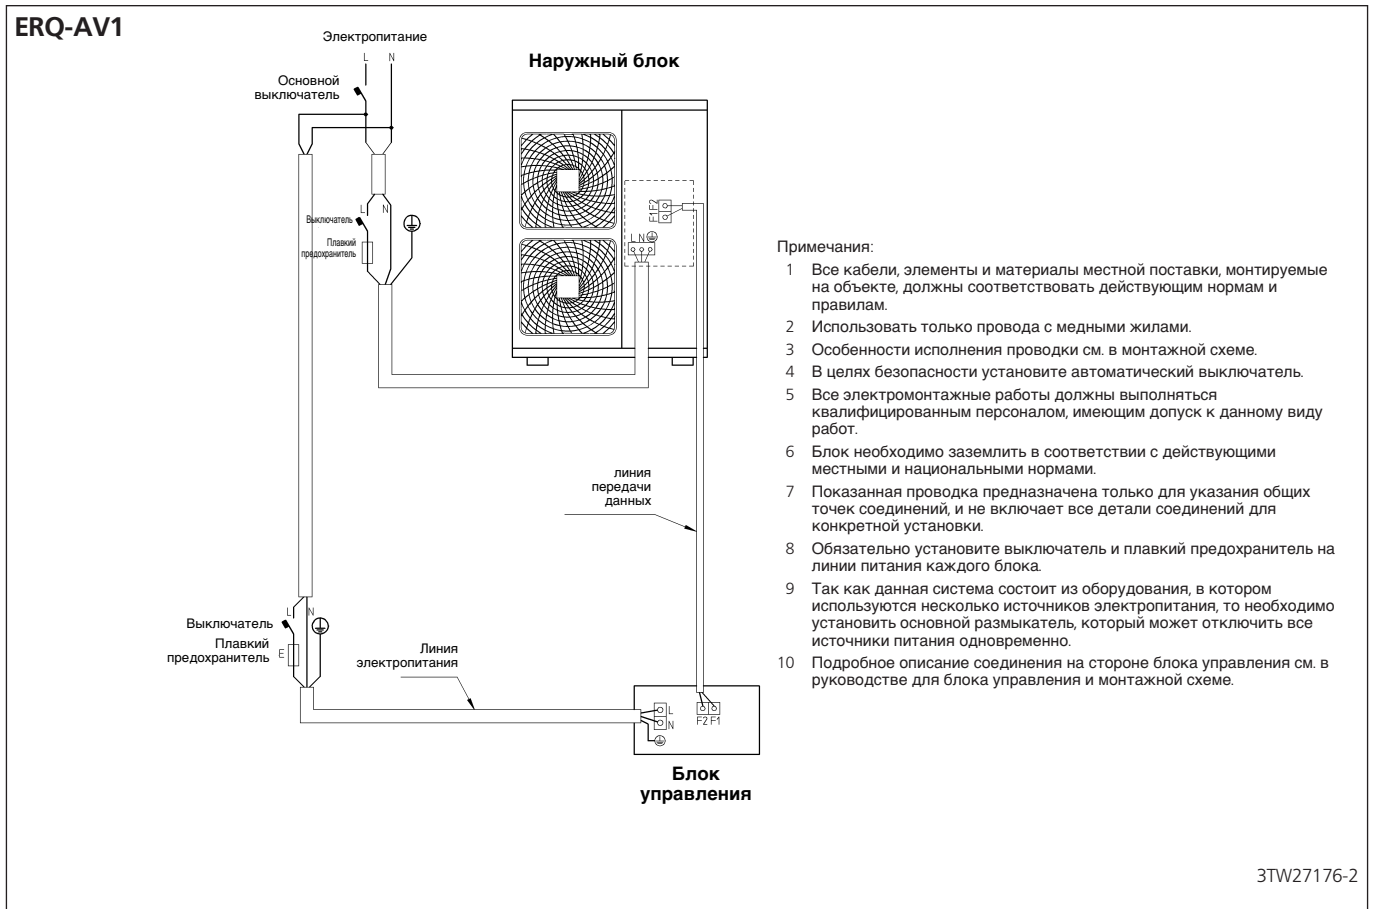 ERQ-AV1
Электропитание
L N
Основной
выключатель
Наружный блок
L N
Выключатель
Плавкий
предохранитель
F1 F2
L N
линия
передачи
данных
L N
Выключатель
Плавкий
предохранитель
E
Линия
электропитания
L
N
F2 F1
Блок
управления
Примечания:
1 Все кабели, элементы и материалы местной поставки, монтируемые
на объекте, должны соответствовать действующим нормам и
правилам.
2 Использовать только провода с медными жилами.
3 Особенности исполнения проводки см. в монтажной схеме.
4 В целях безопасности установите автоматический выключатель.
5 Все электромонтажные работы должны выполняться
квалифицированным персоналом, имеющим допуск к данному виду
работ.
6 Блок необходимо заземлить в соответствии с действующими
местными и национальными нормами.
7 Показанная проводка предназначена только для указания общих
точек соединений, и не включает все детали соединений для
конкретной установки.
8 Обязательно установите выключатель и плавкий предохранитель на
линии питания каждого блока.
9 Так как данная система состоит из оборудования, в котором
используются несколько источников электропитания, то необходимо
установить основной размыкатель, который может отключить все
источники питания одновременно.
10 Подробное описание соединения на стороне блока управления см. в
руководстве для блока управления и монтажной схеме.
3TW27176-2